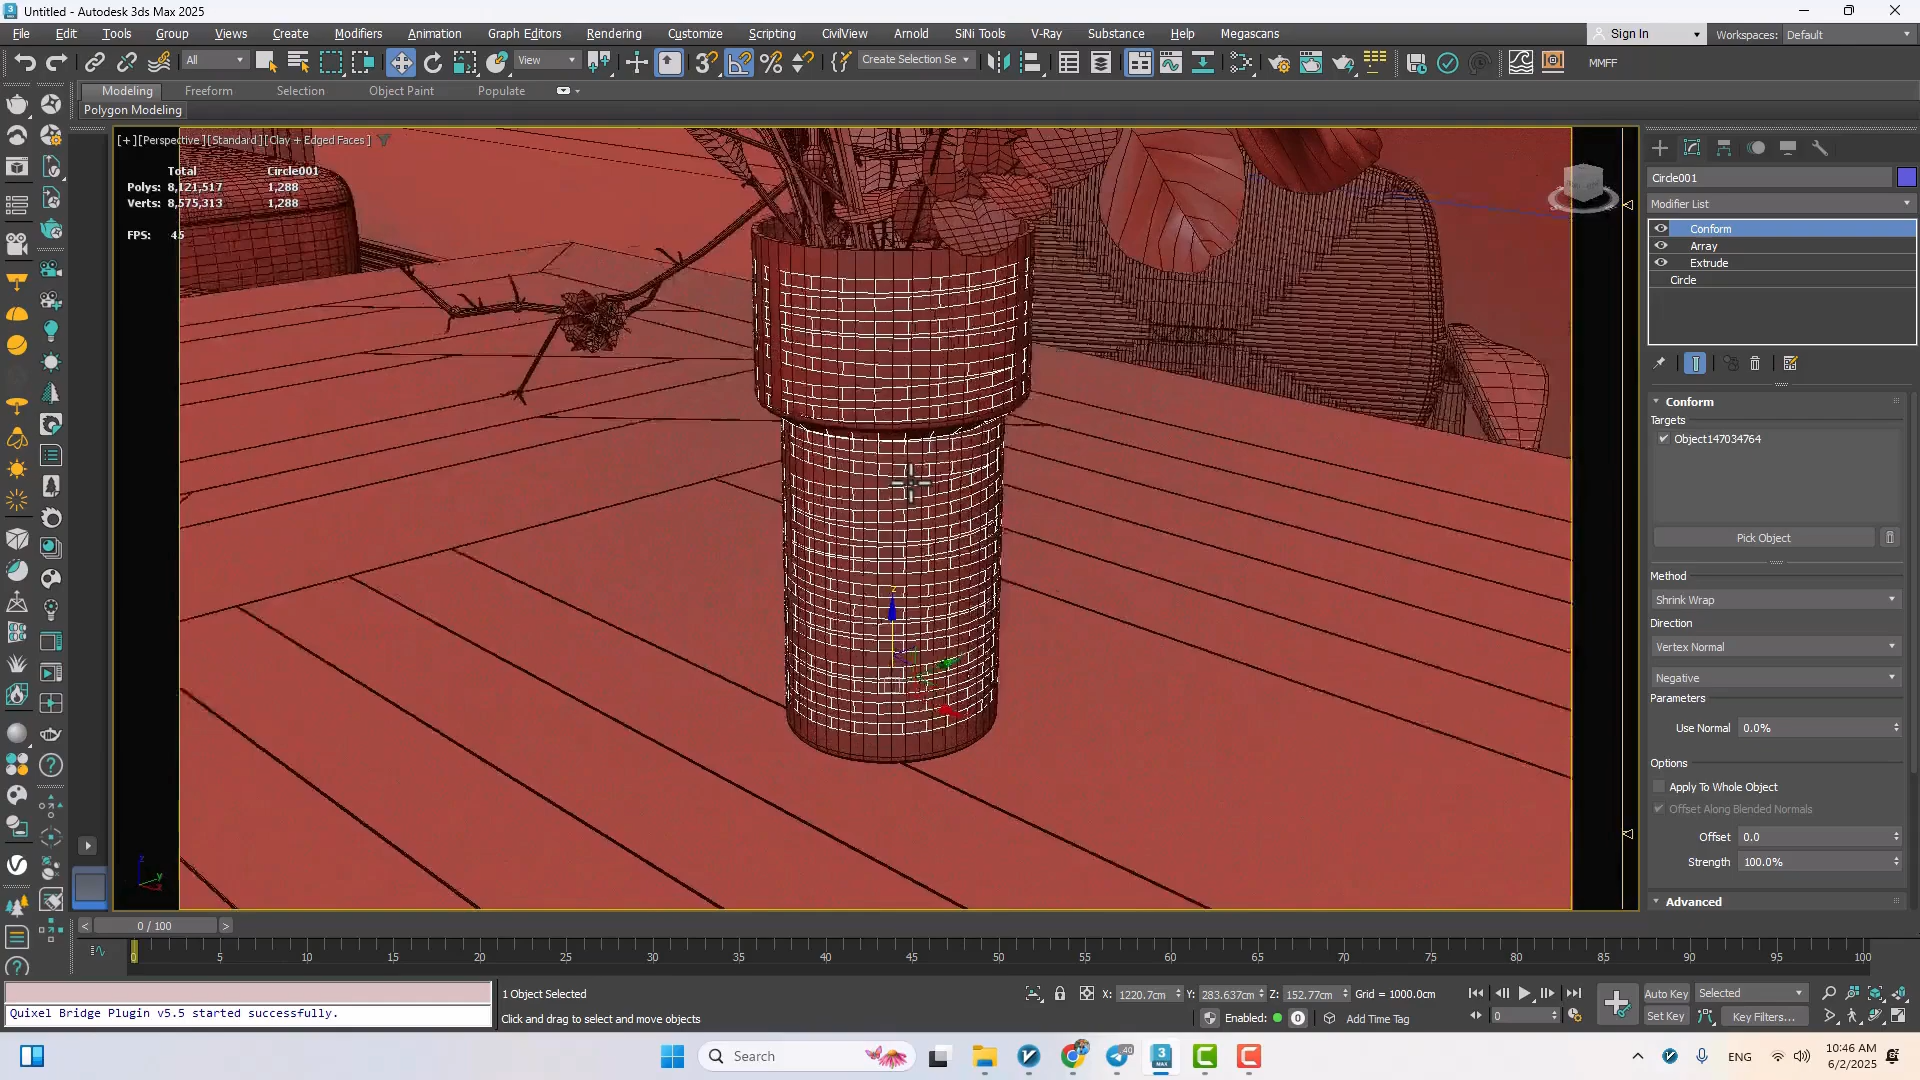 Untitled - Autodesk 3ds Max 2025
File Edit Tools Group Views Create Modifiers Animation Graph Editors Rendering Customize Scripting CivilView Arnold SiNi Tools V-Ray Substance Help Megascans
Sign In Workspaces: Default
All View Create Selection Se MMFF
Modeling Freeform Selection Object Paint Populate
Polygon Modeling
[+] [Perspective ] [Standard ] [Clay + Edged Faces ]
Total Circle001
Polys: 8,121,517 1,288
Verts: 8,575,313 1,288
FPS: 45
Circle001
Modifier List
Conform
Array
Extrude
Circle
Conform
Targets
Object147034764
Pick Object
Method
Shrink Wrap
Direction
Vertex Normal
Negative
Parameters
Use Normal 0.0%
Options
Apply To Whole Object
Offset Along Blended Normals
Offset 0.0
Strength 100.0%
Advanced
< 0 / 100 >
0 5 10 15 20 25 30 35 40 45 50 55 60 65 70 75 80 85 90 95 100
1 Object Selected
X: 1220.7cm Y: 283.637cm Z: 152.77cm Grid = 1000.0cm
Auto Key Selected
Quixel Bridge Plugin v5.5 started successfully.
Click and drag to select and move objects
Enabled: 0 Add Time Tag
0
Set Key Key Filters...
Search
40
3
MAX
ENG
10:46 AM
6/2/2025